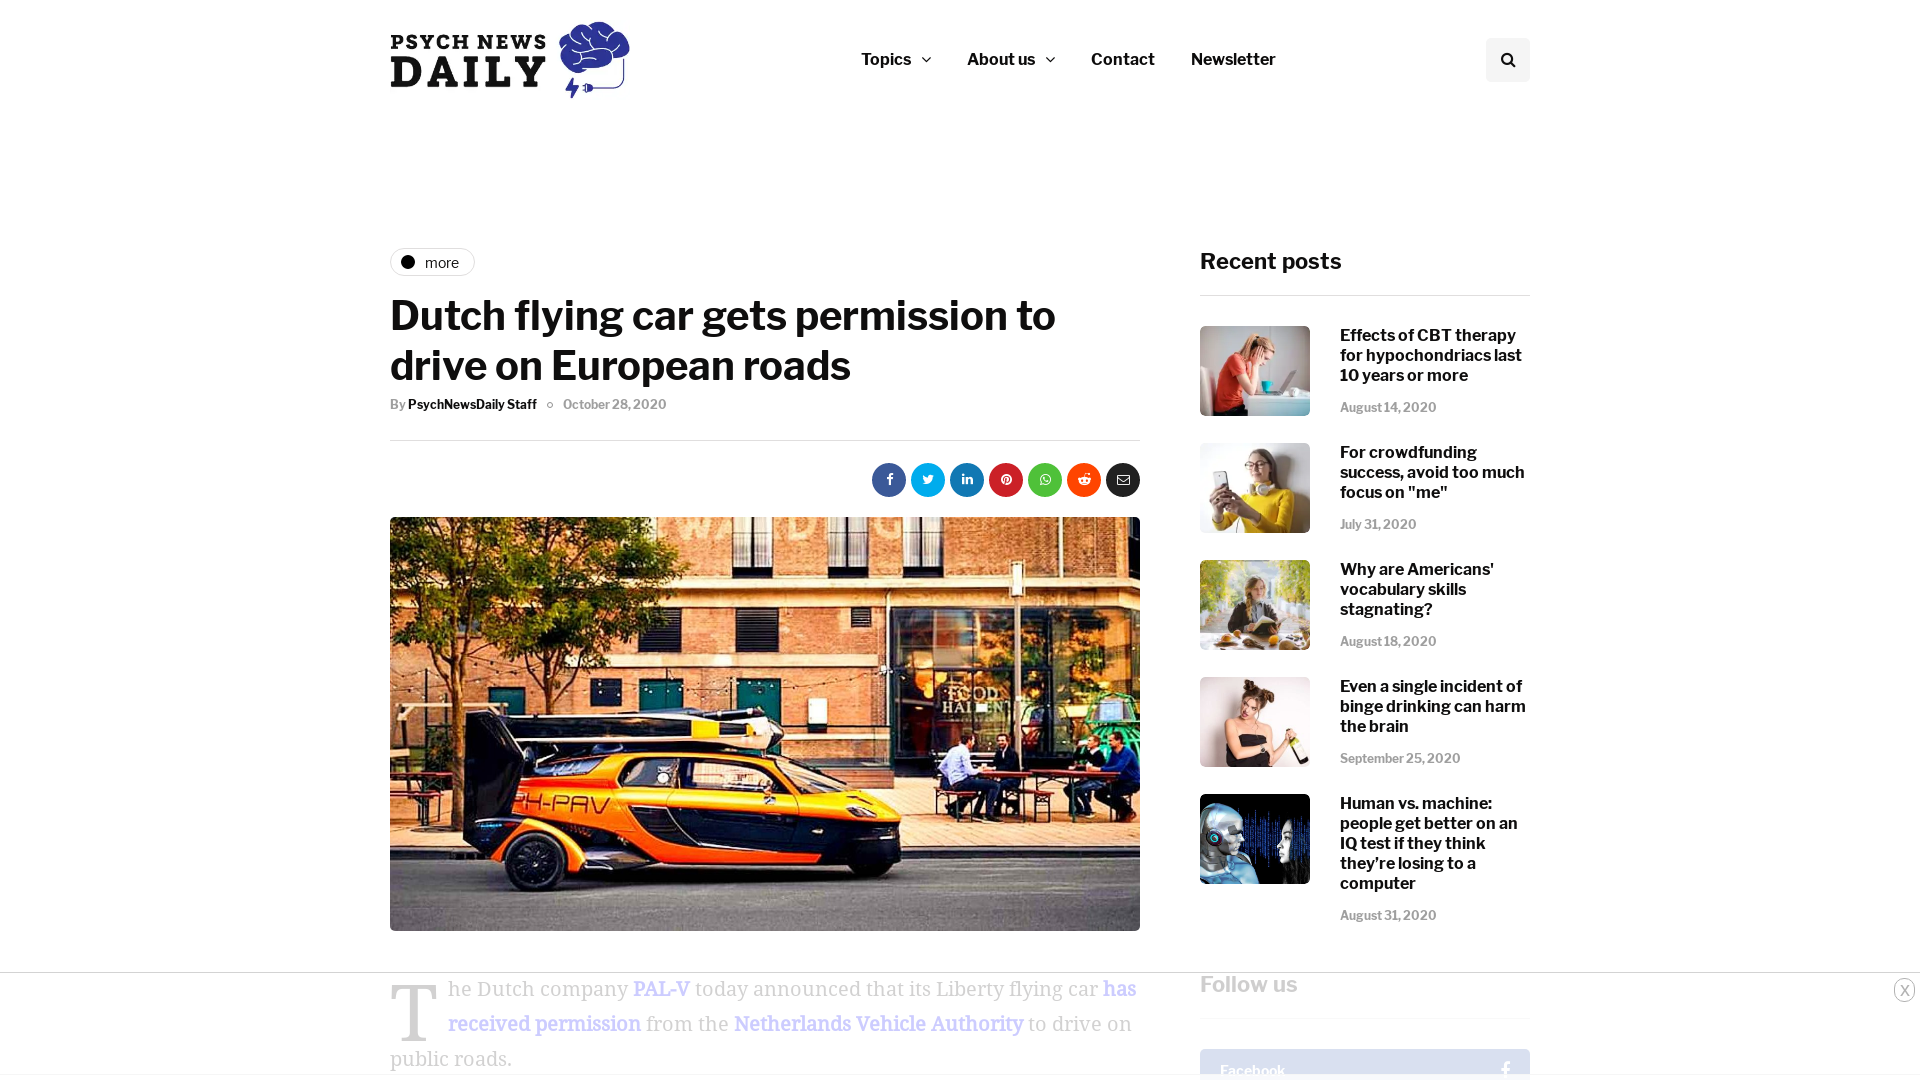 PSYCH NEWS
DAILY
Topics
About us
Contact
Newsletter
more
Dutch flying car gets permission to
drive on European roads
By PsychNewsDaily Staff
October 28, 2020
WARDING
FOOD
HALLEN
PH-PAV
The Dutch company PAL-V today announced that its Liberty flying car has
received permission from the Netherlands Vehicle Authority to drive on
public roads.
Recent posts
Effects of CBT therapy
for hypochondriacs last
10 years or more
August 14, 2020
For crowdfunding
success, avoid too much
focus on "me"
July 31, 2020
Why are Americans'
vocabulary skills
stagnating?
August 18, 2020
Even a single incident of
binge drinking can harm
the brain
September 25, 2020
Human vs. machine:
people get better on an
IQ test if they think
they’re losing to a
computer
August 31, 2020
Follow us
Facebook
X